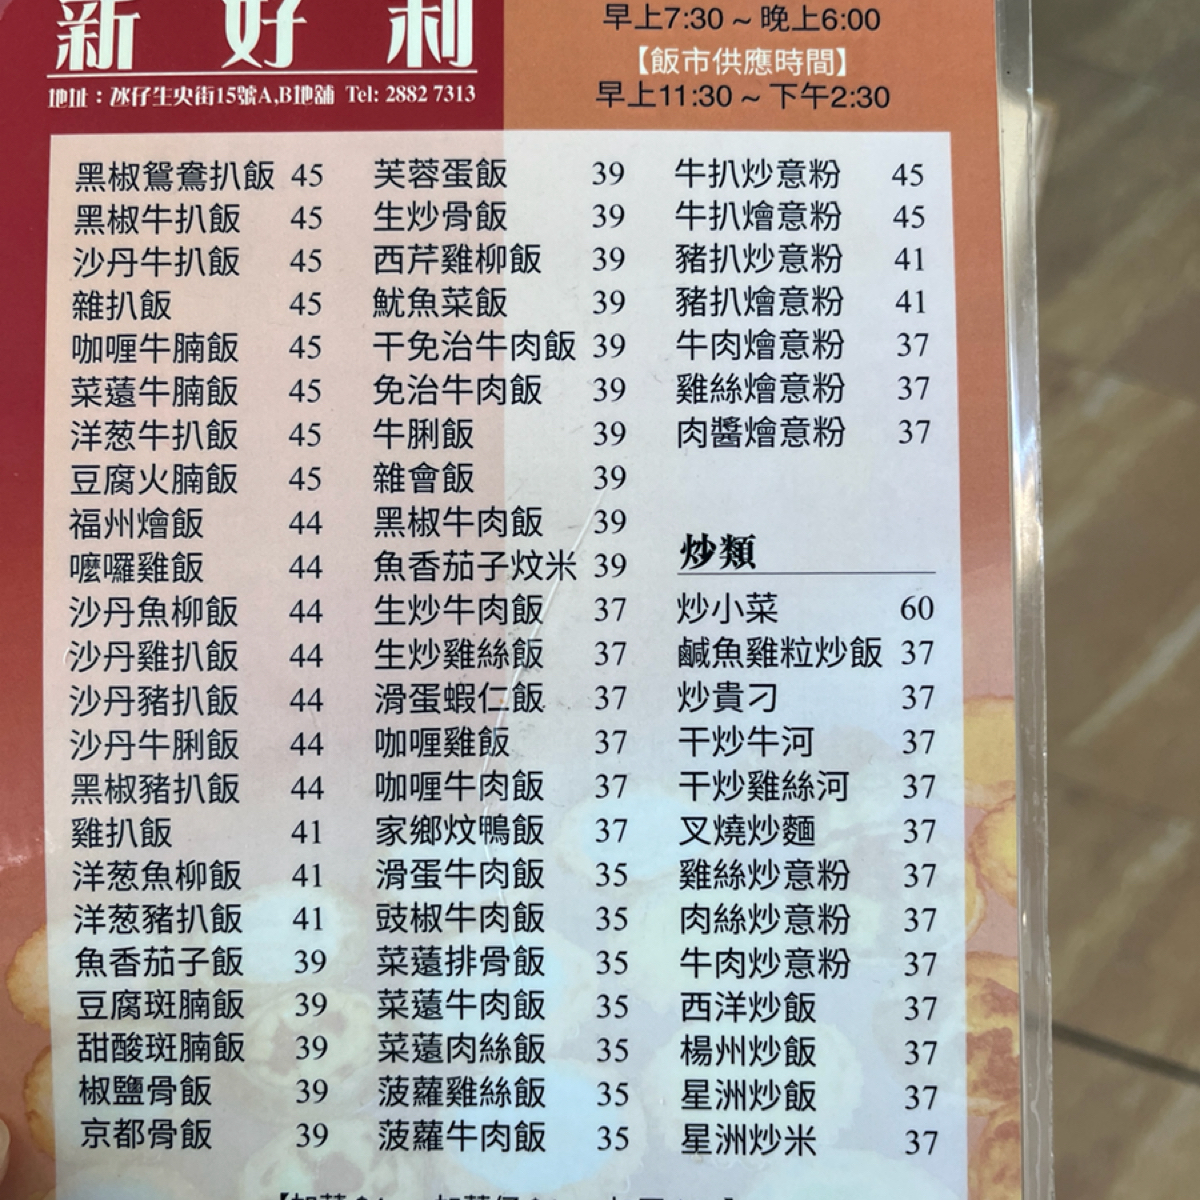 新好利
地址：氹仔生央街15號A,B地舖 Tel: 2882 7313
早上7:30 ~ 晚上6:00
【飯市供應時間】
早上11:30 ~ 下午2:30
黑椒鴛鴦扒飯 45
黑椒牛扒飯 45
沙丹牛扒飯 45
雜扒飯 45
咖喱牛腩飯 45
菜薳牛腩飯 45
洋葱牛扒飯 45
豆腐火腩飯 45
福州燴飯 44
嚒囉雞飯 44
沙丹魚柳飯 44
沙丹雞扒飯 44
沙丹豬扒飯 44
沙丹牛脷飯 44
黑椒豬扒飯 44
雞扒飯 41
洋葱魚柳飯 41
洋葱豬扒飯 41
魚香茄子飯 39
豆腐斑腩飯 39
甜酸斑腩飯 39
椒鹽骨飯 39
京都骨飯 39
芙蓉蛋飯 39
生炒骨飯 39
西芹雞柳飯 39
魷魚菜飯 39
干免治牛肉飯 39
免治牛肉飯 39
牛脷飯 39
雜會飯 39
黑椒牛肉飯 39
魚香茄子炆米 39
生炒牛肉飯 37
生炒雞絲飯 37
滑蛋蝦仁飯 37
咖喱雞飯 37
咖喱牛肉飯 37
家鄉炆鴨飯 37
滑蛋牛肉飯 35
豉椒牛肉飯 35
菜薳排骨飯 35
菜薳牛肉飯 35
菜薳肉絲飯 35
菠蘿雞絲飯 35
菠蘿牛肉飯 35
牛扒炒意粉 45
牛扒燴意粉 45
豬扒炒意粉 41
豬扒燴意粉 41
牛肉燴意粉 37
雞絲燴意粉 37
肉醬燴意粉 37
炒類
炒小菜 60
鹹魚雞粒炒飯 37
炒貴刁 37
干炒牛河 37
干炒雞絲河 37
叉燒炒麵 37
雞絲炒意粉 37
肉絲炒意粉 37
牛肉炒意粉 37
西洋炒飯 37
楊州炒飯 37
星洲炒飯 37
星洲炒米 37